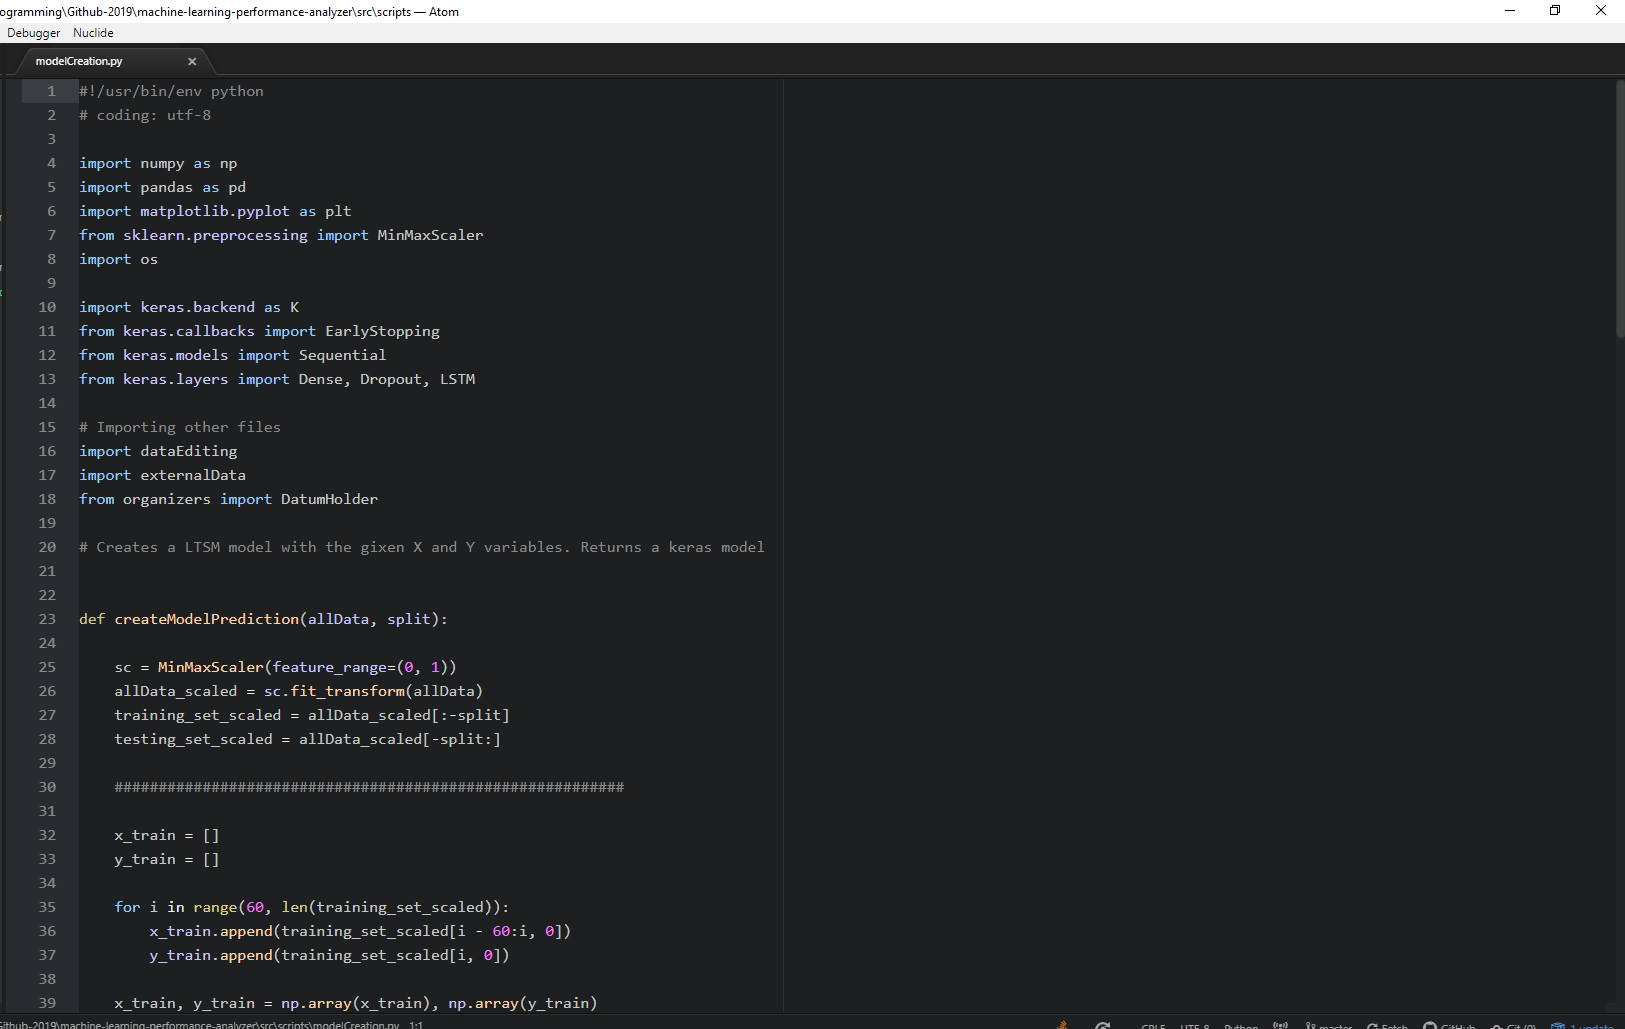 ogramming\Github-2019\machine-learning-performance-analyzer\src\scripts — Atom
Debugger Nuclide
modelCreation.py
1 #!/usr/bin/env python
2 # coding: utf-8
3
4 import numpy as np
5 import pandas as pd
6 import matplotlib.pyplot as plt
7 from sklearn.preprocessing import MinMaxScaler
8 import os
9
10 import keras.backend as K
11 from keras.callbacks import EarlyStopping
12 from keras.models import Sequential
13 from keras.layers import Dense, Dropout, LSTM
14
15 # Importing other files
16 import dataEditing
17 import externalData
18 from organizers import DatumHolder
19
20 # Creates a LTSM model with the gixen X and Y variables. Returns a keras model
21
22
23 def createModelPrediction(allData, split):
24
25     sc = MinMaxScaler(feature_range=(0, 1))
26     allData_scaled = sc.fit_transform(allData)
27     training_set_scaled = allData_scaled[:-split]
28     testing_set_scaled = allData_scaled[-split:]
29
30     ##########################################################
31
32     x_train = []
33     y_train = []
34
35     for i in range(60, len(training_set_scaled)):
36         x_train.append(training_set_scaled[i - 60:i, 0])
37         y_train.append(training_set_scaled[i, 0])
38
39     x_train, y_train = np.array(x_train), np.array(y_train)
Github-2019\machine-learning-performance-analyzer\src\scripts\modelCreation.py 1:1 CRLF UTF-8 Python master Fetch GitHub Git (0) 1 update